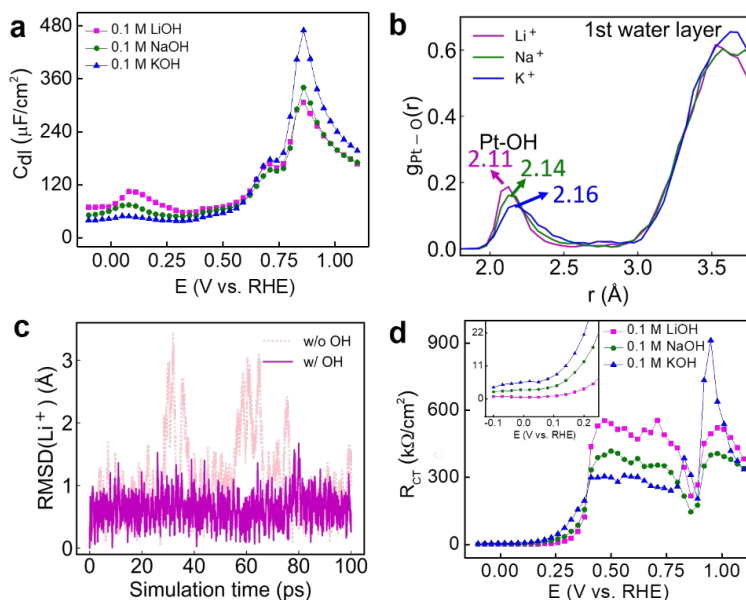 a
0.1 M LiOH
0.1 M NaOH
0.1 M KOH
480
360
240
120
0
C_dl (μF/cm²)
0.00 0.25 0.50 0.75 1.00
E (V vs. RHE)
b
1st water layer
Li⁺
Na⁺
K⁺
Pt-OH
2.11
2.14
2.16
0.6
0.4
0.2
0.0
g_Pt–O(r)
2.0 2.5 3.0 3.5
r (Å)
c
w/o OH
w/ OH
3
2
1
0
RMSD(Li⁺) (Å)
0 20 40 60 80 100
Simulation time (ps)
d
0.1 M LiOH
0.1 M NaOH
0.1 M KOH
22
11
0
-0.1 0.0 0.1 0.2
E (V vs. RHE)
900
600
300
0
R_CT (kΩ/cm²)
0.00 0.25 0.50 0.75 1.00
E (V vs. RHE)